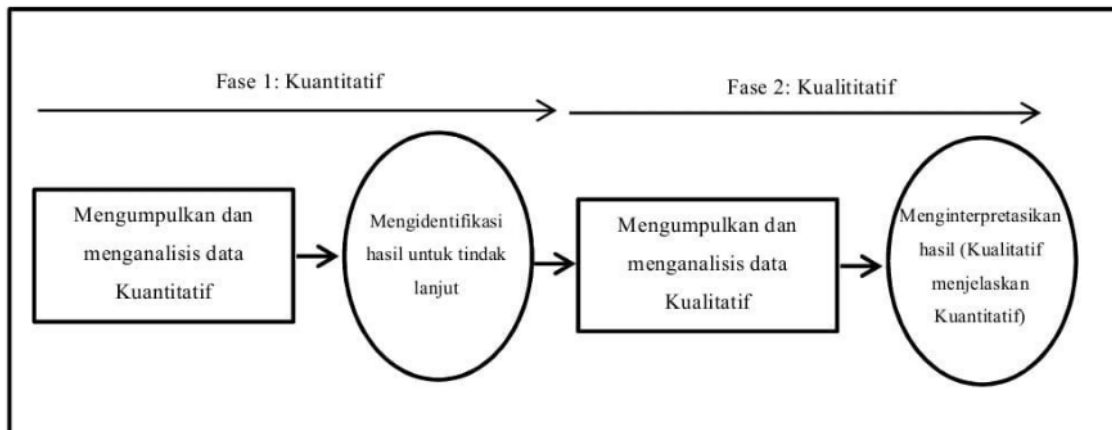 Fase 1: Kuantitatif
Fase 2: Kualititatif
Mengumpulkan dan
menganalisis data
Kuantitatif
Mengidentifikasi
hasil untuk tindak
lanjut
Mengumpulkan dan
menganalisis data
Kualitatif
Menginterpretasikan
hasil (Kualitatif
menjelaskan
Kuantitatif)